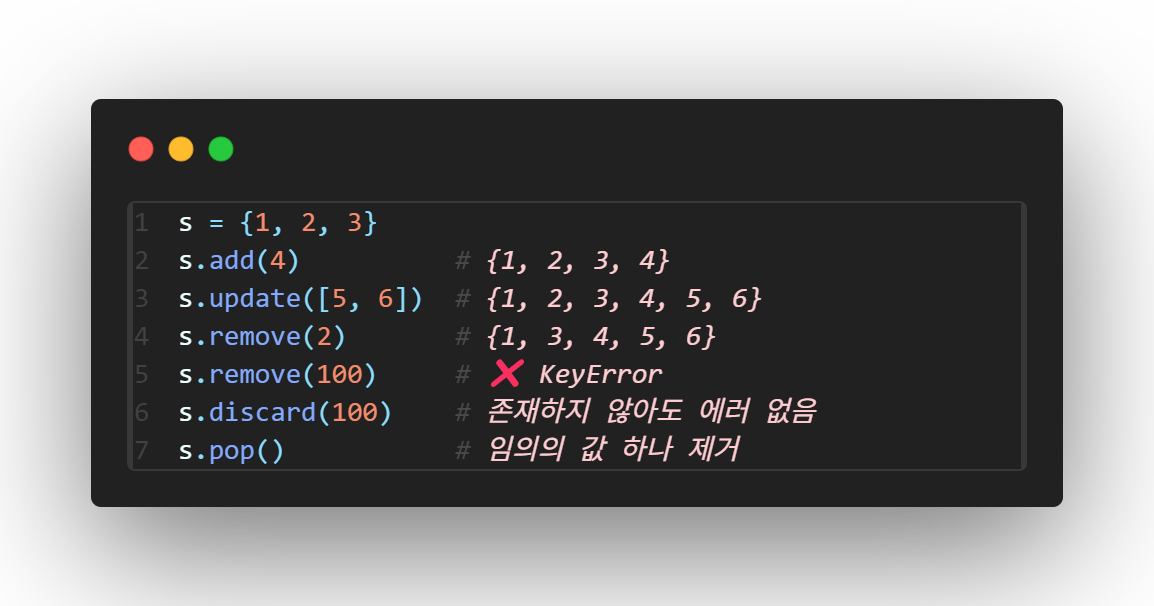 1 s = {1, 2, 3}
2 s.add(4) # {1, 2, 3, 4}
3 s.update([5, 6]) # {1, 2, 3, 4, 5, 6}
4 s.remove(2) # {1, 3, 4, 5, 6}
5 s.remove(100) # ❌ KeyError
6 s.discard(100) # 존재하지 않아도 에러 없음
7 s.pop() # 임의의 값 하나 제거